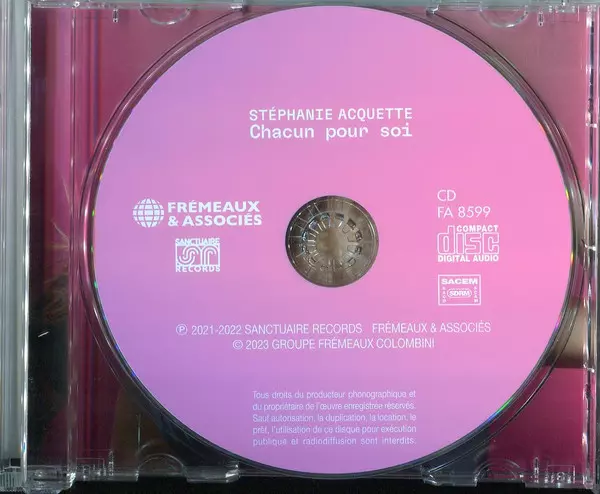 STÉPHANIE ACQUETTE
Chacun pour soi
FRÉMEAUX
& ASSOCIÉS
SANCTUAIRE
SR
RECORDS
CD
FA 8599
COMPACT
disc
DIGITAL AUDIO
SACEM
SDRM
℗ 2021-2022 SANCTUAIRE RECORDS FRÉMEAUX & ASSOCIÉS
© 2023 GROUPE FRÉMEAUX COLOMBINI
Tous droits du producteur phonographique et
du propriétaire de l'œuvre enregistrée réservés.
Sauf autorisation, la duplication, la location, le
prêt, l'utilisation de ce disque pour exécution
publique et radiodiffusion sont interdits.